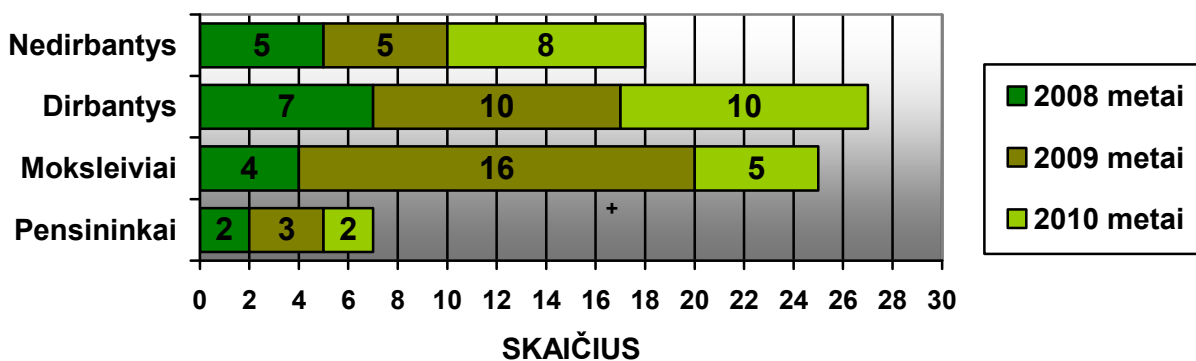 Nedirbantys 5 5 8
Dirbantys 7 10 10
Moksleiviai 4 16 5
+
Pensininkai 2 3 2
0 2 4 6 8 10 12 14 16 18 20 22 24 26 28 30
SKAIČIUS
2008 metai
2009 metai
2010 metai